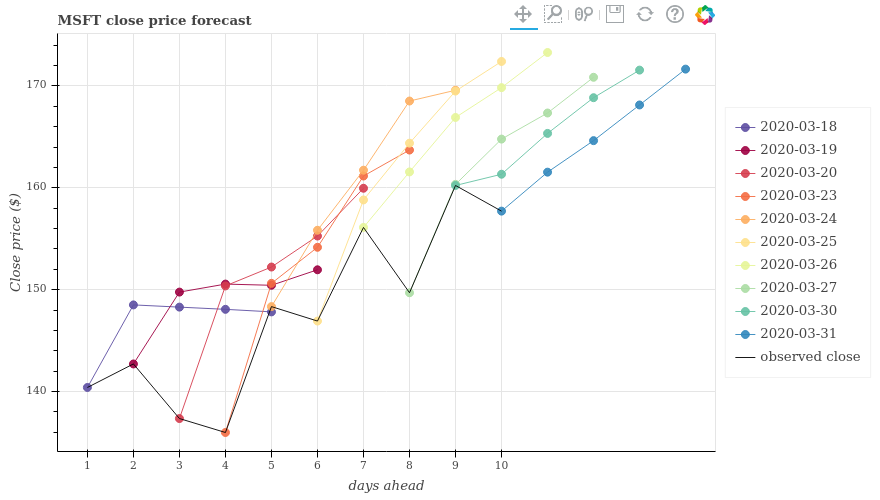 MSFT close price forecast
Close price ($)
170
160
150
140
1 2 3 4 5 6 7 8 9 10
days ahead
2020-03-18
2020-03-19
2020-03-20
2020-03-23
2020-03-24
2020-03-25
2020-03-26
2020-03-27
2020-03-30
2020-03-31
observed close